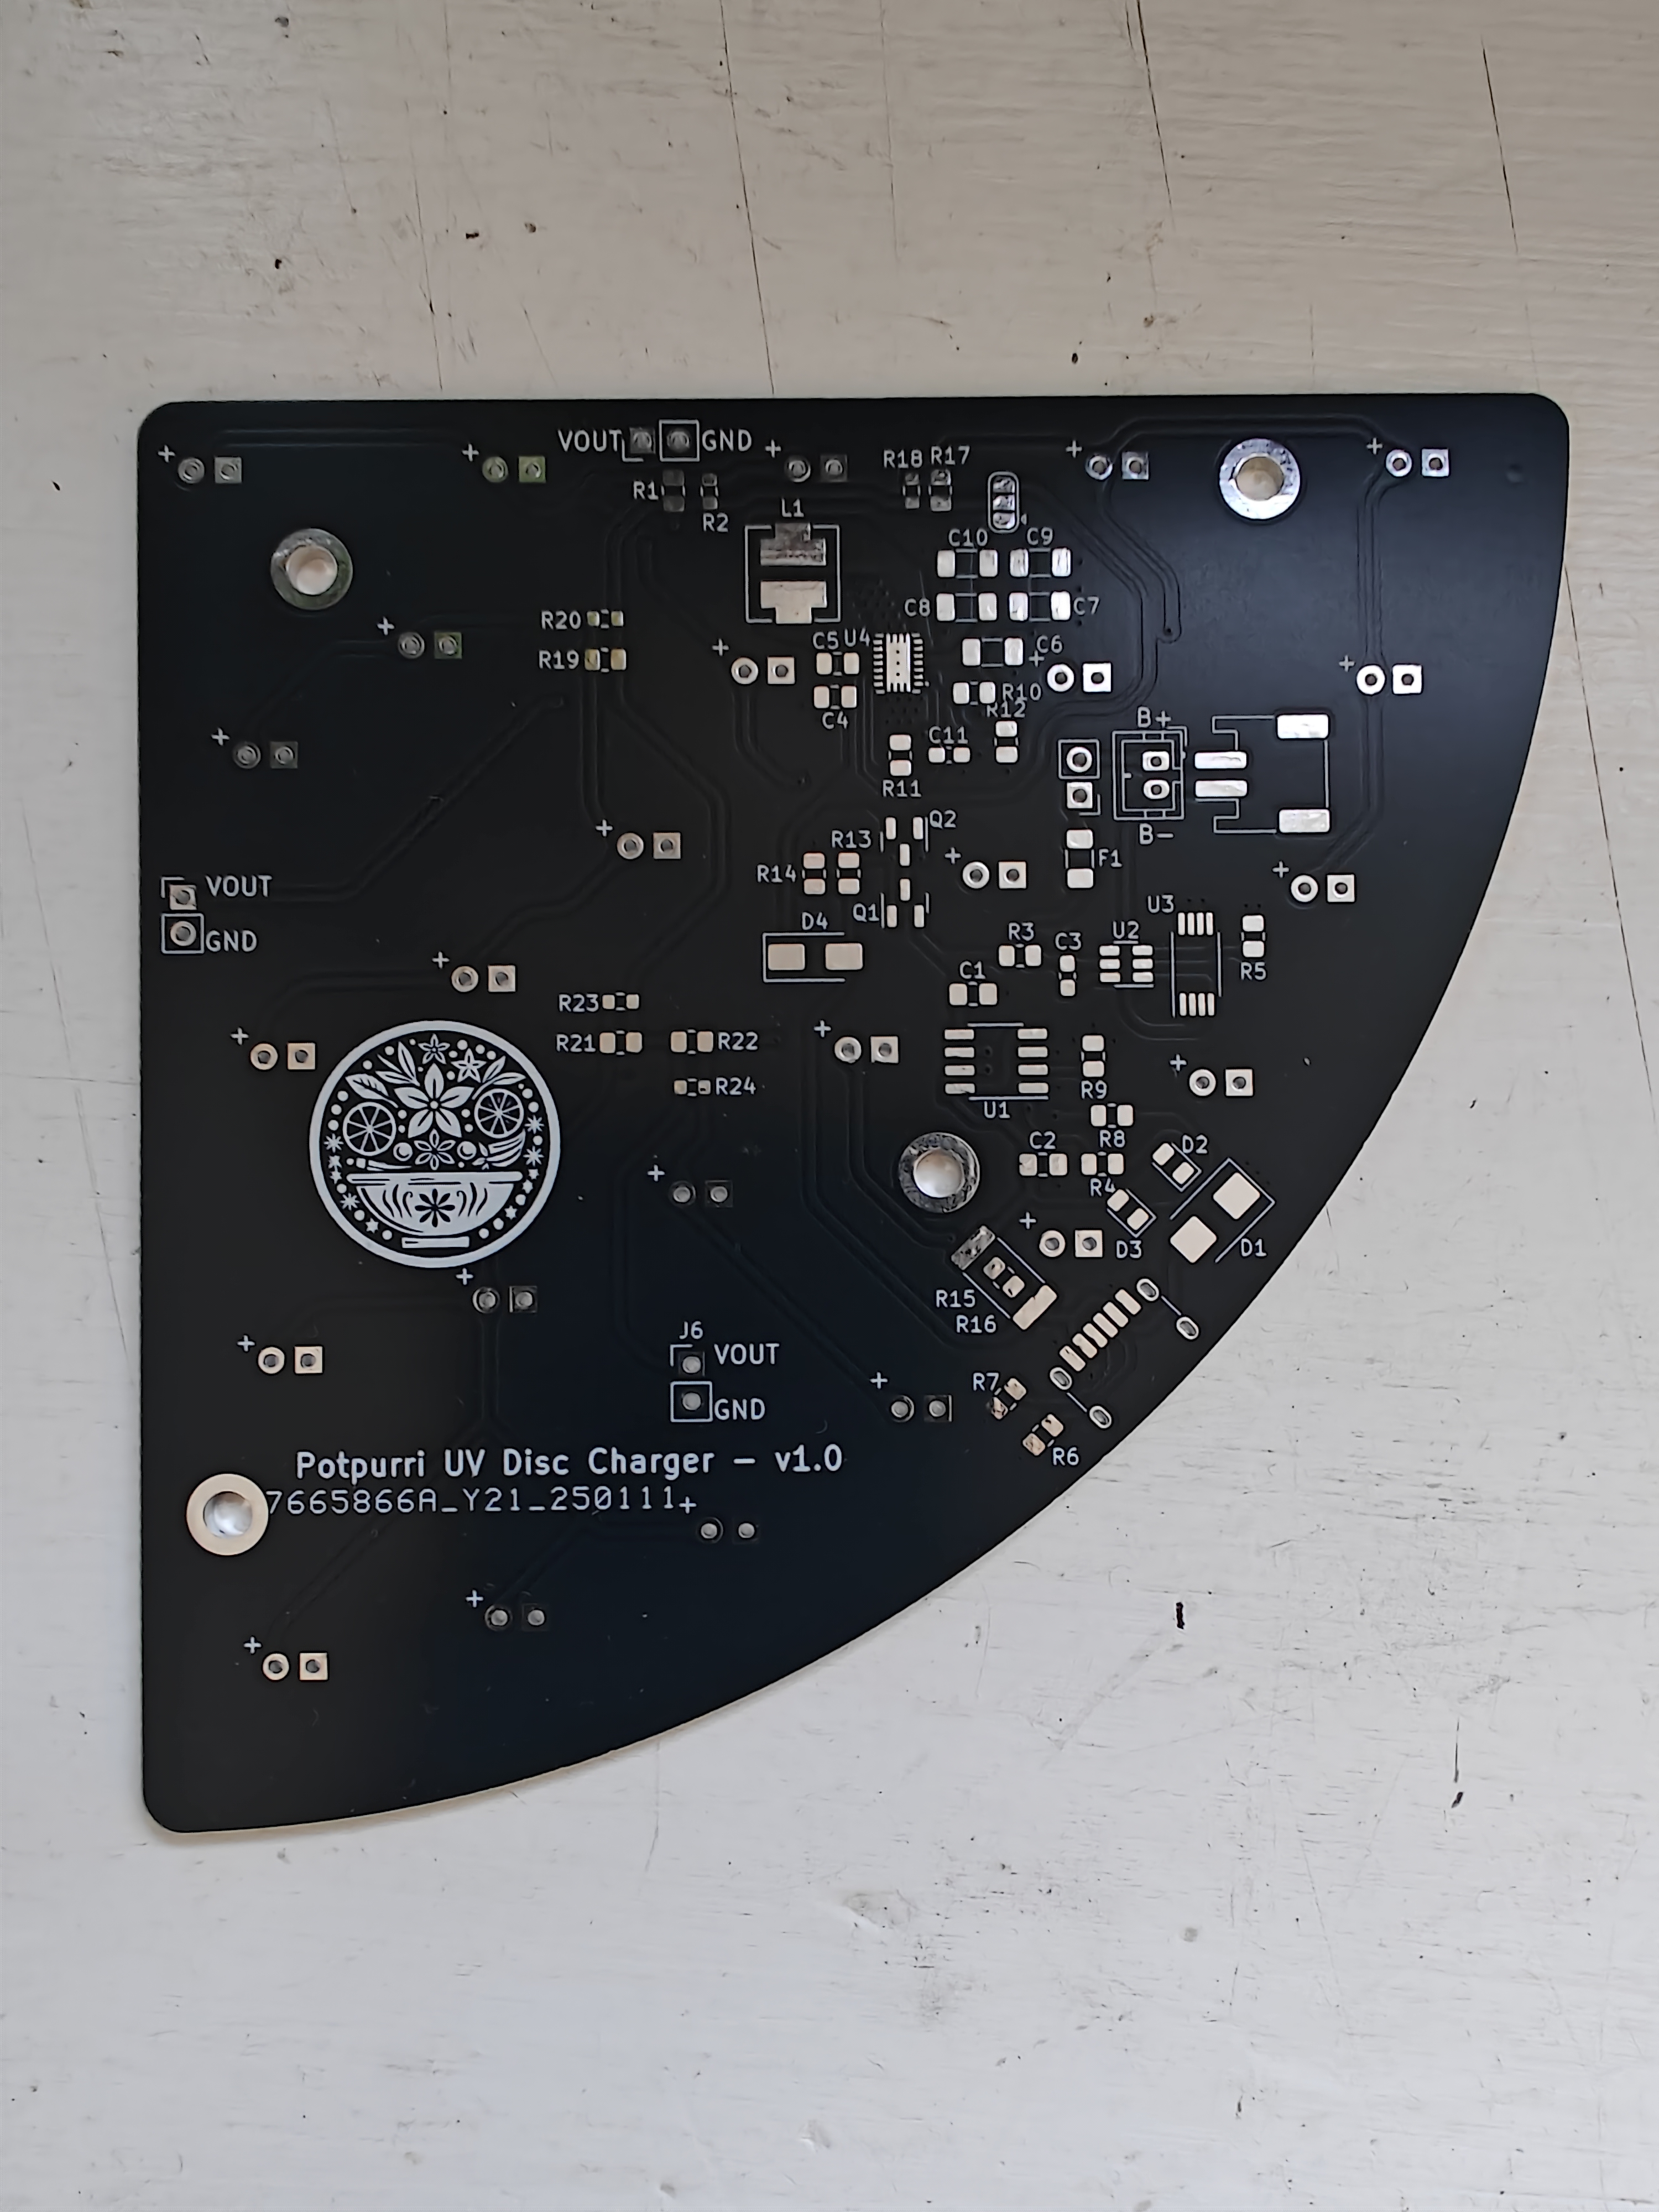 VOUT GND
R18 R17
R1
R2
L1
C10 C9
C8 C7
R20
C5 U4
C6
R19
R10
R12
C4
B+
C11
R11
Q2
B-
R13
F1
R14
VOUT
U3
Q1
D4
U2
R3
C3
GND
R5
C1
R23
R21 R22
R24
R9
U1
C2 R8
D2
R4
D3 D1
R15
R16
J6
VOUT
R7
GND
R6
Potpurri UV Disc Charger - v1.0
7665866A_Y21_250111